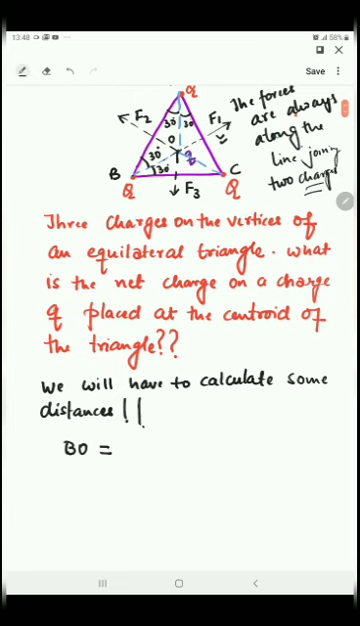 13:48
58%
Save
Q
F2
30
30
F1
The forces
are always
along the
line joining
two charges
O
30
30
q
B
C
Q
F3
Q
Three charges on the vertices of
an equilateral triangle. what
is the net charge on a charge
q placed at the centroid of
the triangle??
We will have to calculate some
distances!!
BO =